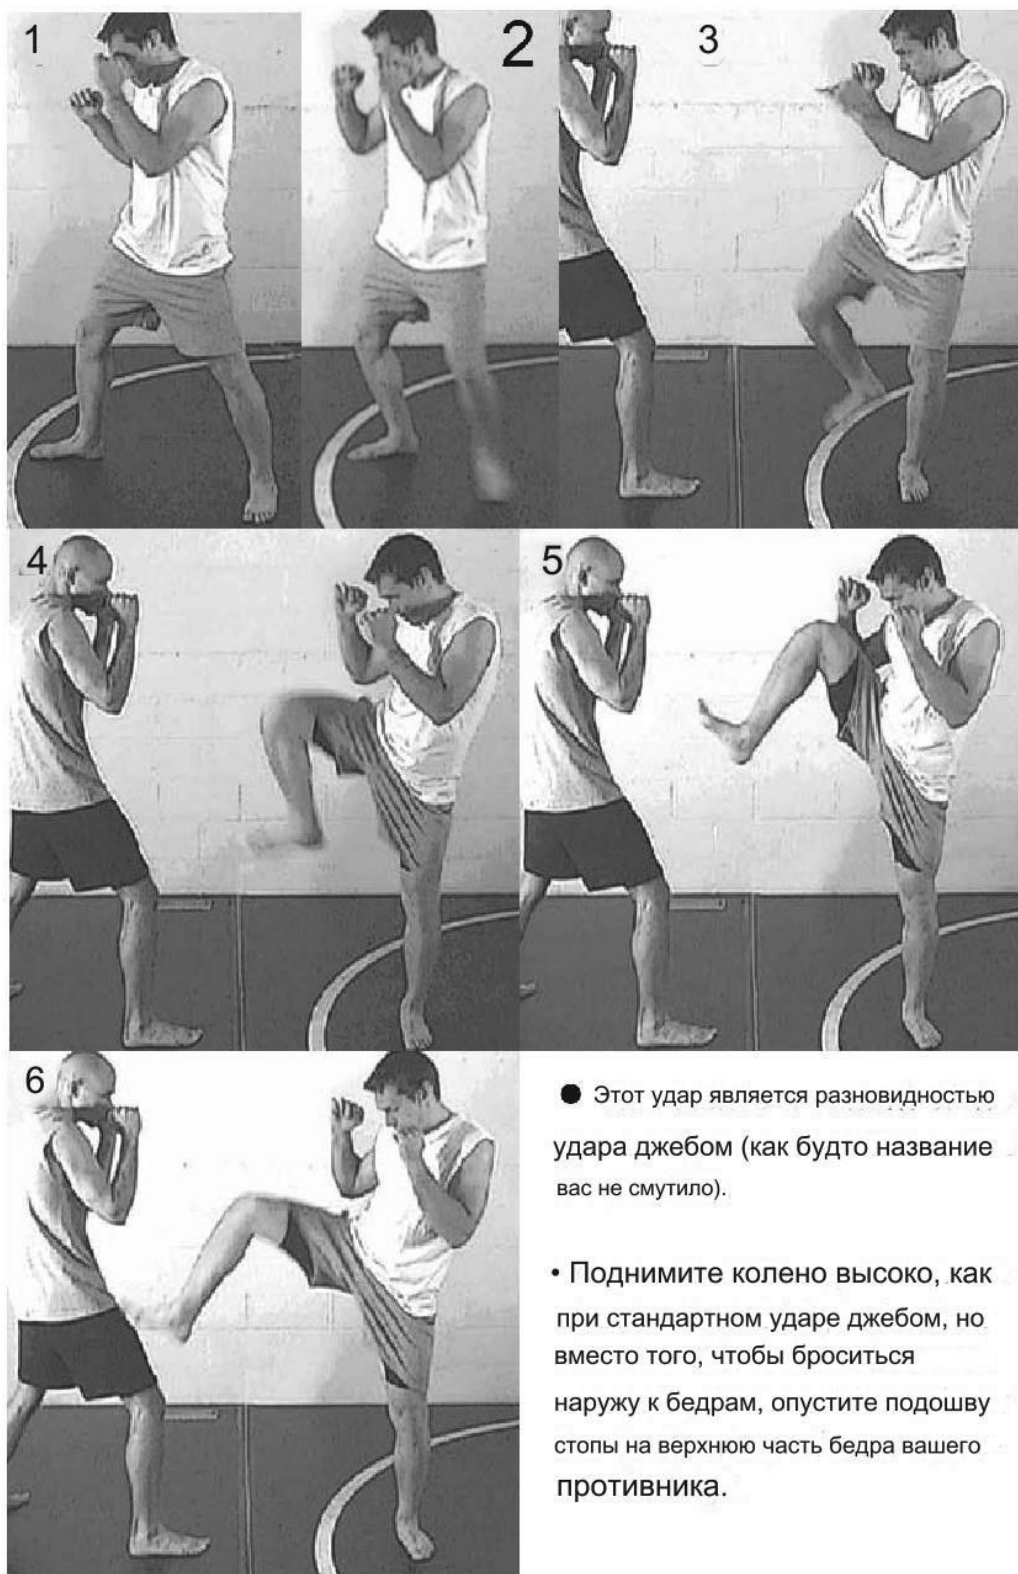 1
2
3
4
5
6
● Этот удар является разновидностью
удара джебом (как будто название
вас не смутило).
• Поднимите колено высоко, как
при стандартном ударе джебом, но
вместо того, чтобы броситься
наружу к бедрам, опустите подошву
стопы на верхнюю часть бедра вашего
противника.